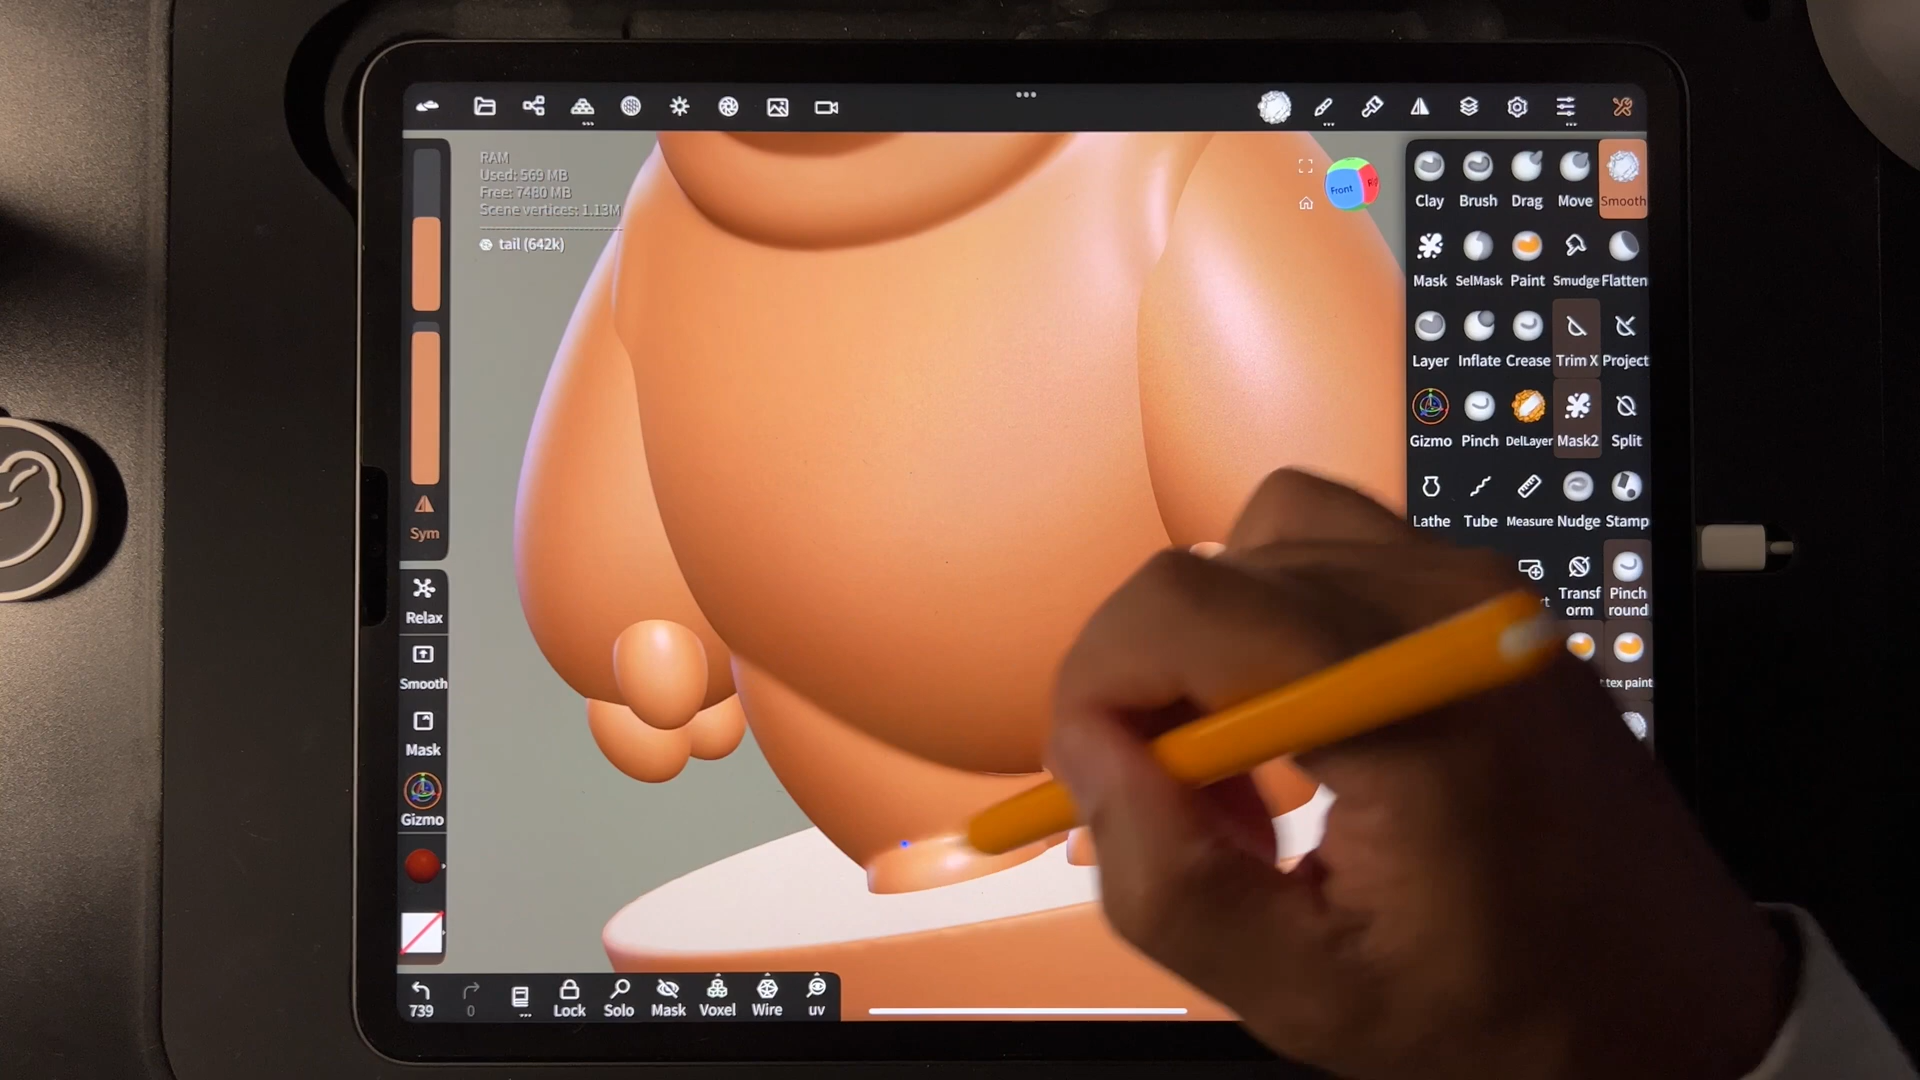 RAM
Used: 569 MB
Free: 7480 MB
Scene vertices: 1.13M
tail (642k)
Front
Clay Brush Drag Move Smooth
Mask SelMask Paint Smudge Flatten
Layer Inflate Crease Trim X Project
Gizmo Pinch DelLayer Mask2 Split
Lathe Tube Measure Nudge Stamp
Transf
orm
Pinch
round
tex paint
Sym
Relax
Smooth
Mask
Gizmo
739 0 Lock Solo Mask Voxel Wire uv